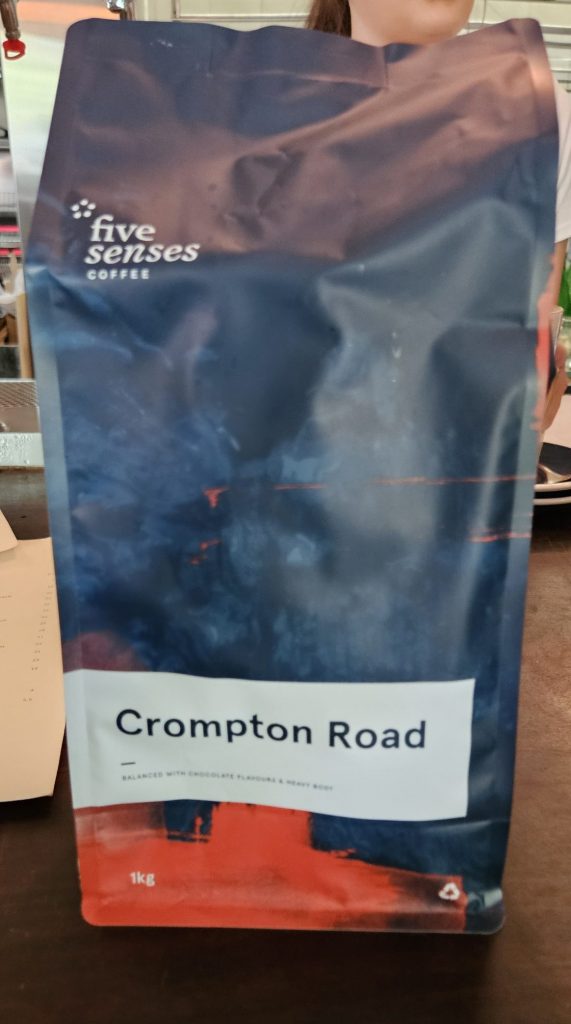 five
senses
COFFEE
Crompton Road
BALANCED WITH CHOCOLATE FLAVOURS & HEAVY BODY
1kg